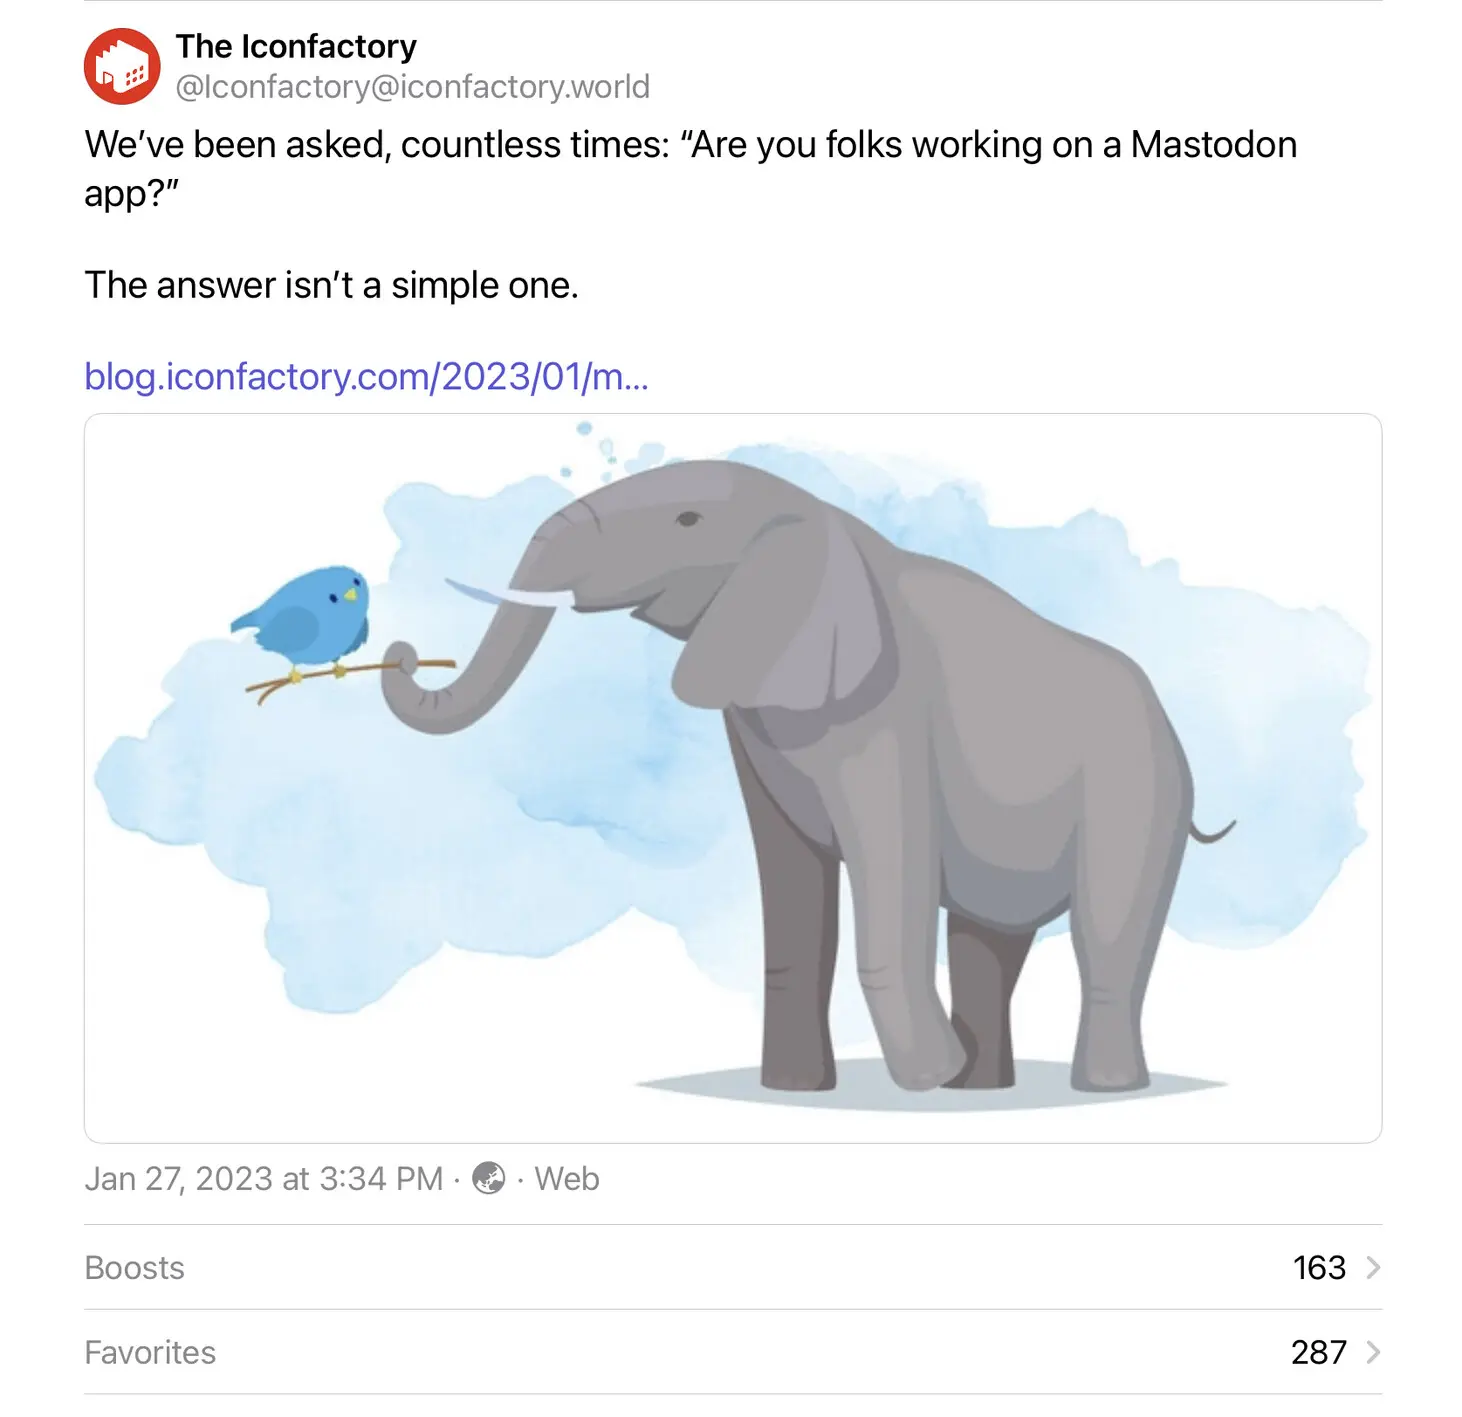 The Iconfactory
@Iconfactory@iconfactory.world
We’ve been asked, countless times: “Are you folks working on a Mastodon
app?”
The answer isn’t a simple one.
blog.iconfactory.com/2023/01/m...
Jan 27, 2023 at 3:34 PM · · Web
Boosts 163
Favorites 287